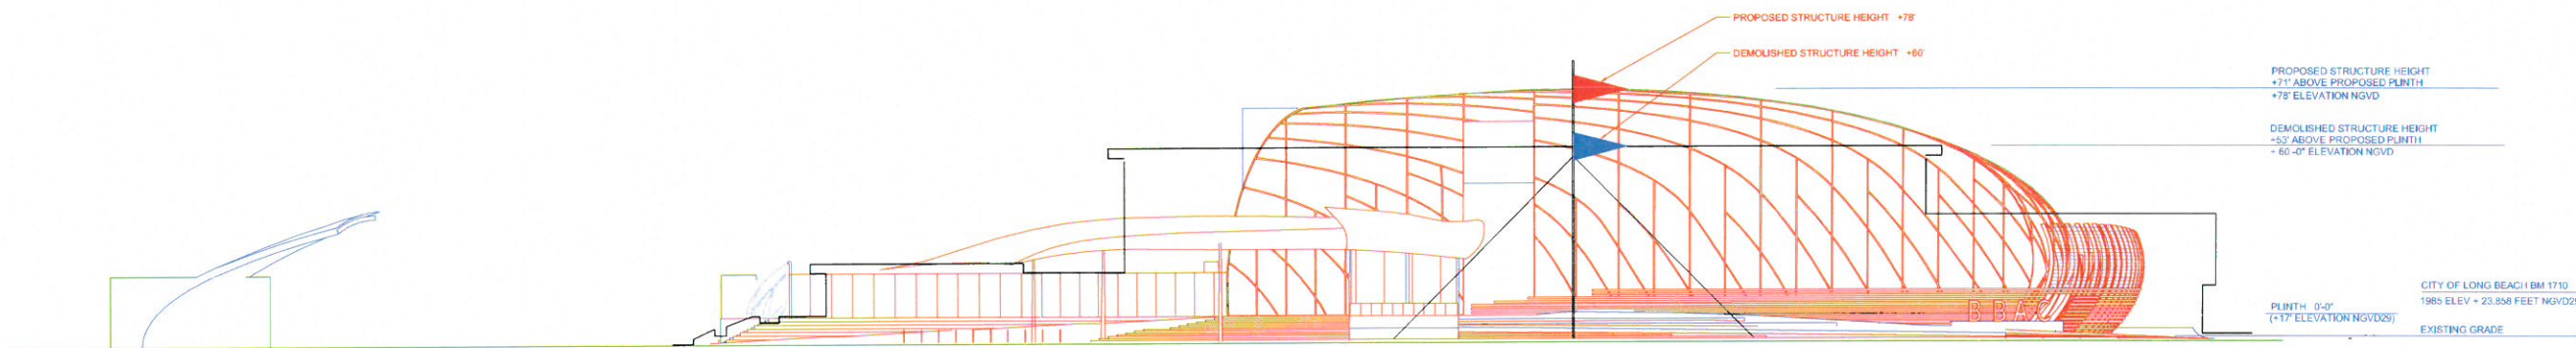 PROPOSED STRUCTURE HEIGHT +78'
DEMOLISHED STRUCTURE HEIGHT +60'
PROPOSED STRUCTURE HEIGHT
+71' ABOVE PROPOSED PLINTH
+78' ELEVATION NGVD
DEMOLISHED STRUCTURE HEIGHT
+53' ABOVE PROPOSED PLINTH
+ 60 -0" ELEVATION NGVD
BBAC
CITY OF LONG BEACH BM 1710
1985 ELEV + 23.858 FEET NGVD29
PLINTH 0'-0"
(+17' ELEVATION NGVD29)
EXISTING GRADE